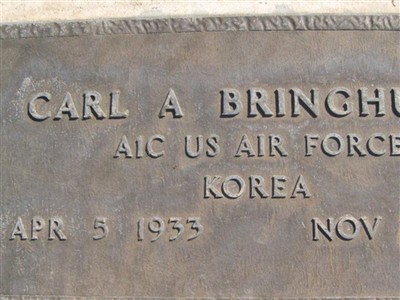 CARL A BRINGHU
A1C US AIR FORCE
KOREA
APR 5 1933 NOV